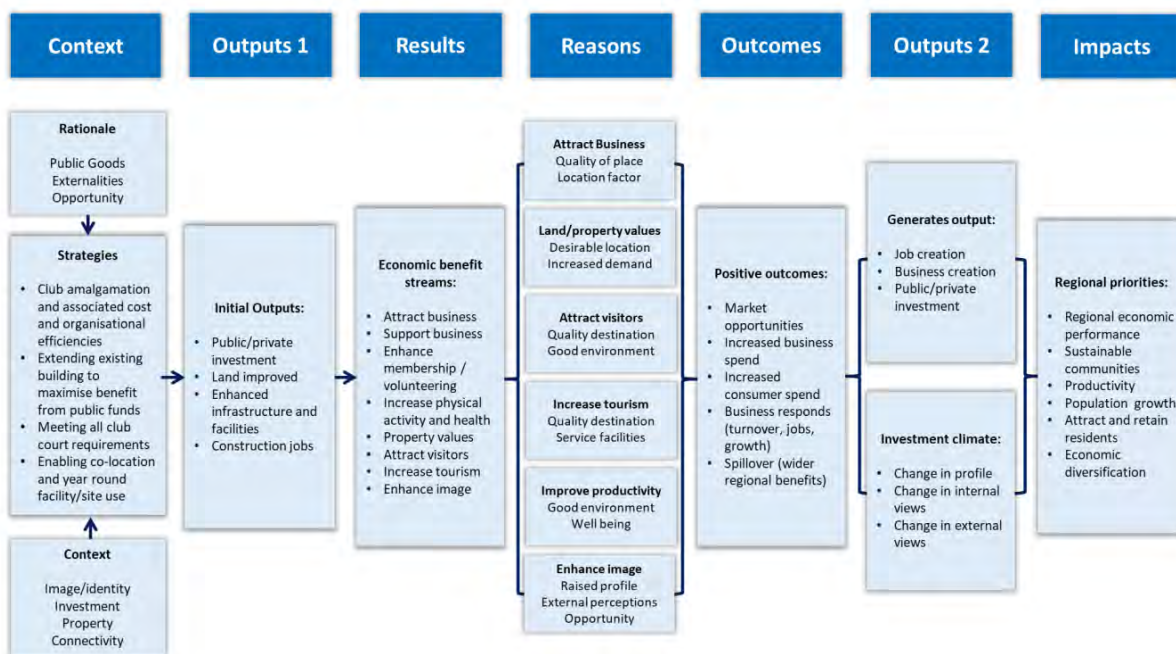 Context
Outputs 1
Results
Reasons
Outcomes
Outputs 2
Impacts
Rationale
Public Goods
Externalities
Opportunity
Strategies
• Club amalgamation
and associated cost
and organisational
efficiencies
• Extending existing
building to
maximise benefit
from public funds
• Meeting all club
court requirements
• Enabling co-location
and year round
facility/site use
Context
Image/identity
Investment
Property
Connectivity
Initial Outputs:
• Public/private
investment
• Land improved
• Enhanced
infrastructure and
facilities
• Construction jobs
Economic benefit
streams:
• Attract business
• Support business
• Enhance
membership /
volunteering
• Increase physical
activity and health
• Property values
• Attract visitors
• Increase tourism
• Enhance image
Attract Business
Quality of place
Location factor
Land/property values
Desirable location
Increased demand
Attract visitors
Quality destination
Good environment
Increase tourism
Quality destination
Service facilities
Improve productivity
Good environment
Well being
Enhance image
Raised profile
External perceptions
Opportunity
Positive outcomes:
• Market
opportunities
• Increased business
spend
• Increased
consumer spend
• Business responds
(turnover, jobs,
growth)
• Spillover (wider
regional benefits)
Generates output:
• Job creation
• Business creation
• Public/private
investment
Investment climate:
• Change in profile
• Change in internal
views
• Change in external
views
Regional priorities:
• Regional economic
performance
• Sustainable
communities
• Productivity
• Population growth
• Attract and retain
residents
• Economic
diversification